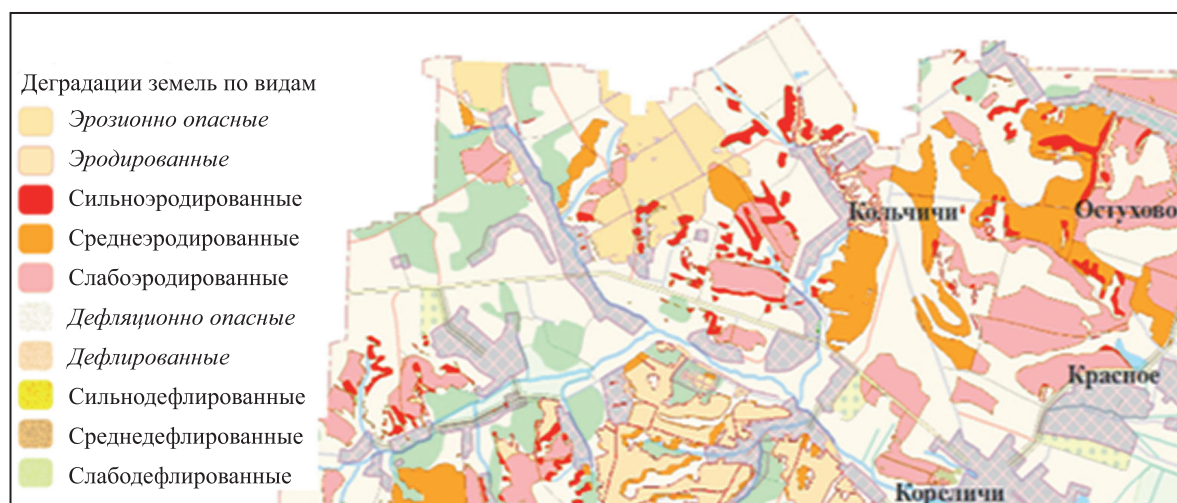 Деградации земель по видам
Эрозионно опасные
Эродированные
Сильноэродированные
Среднеэродированные
Слабоэродированные
Дефляционно опасные
Дефлированные
Сильнодефлированные
Среднедефлированные
Слабодефлированные
Кольчичи
Остухово
Красное
Кореличи